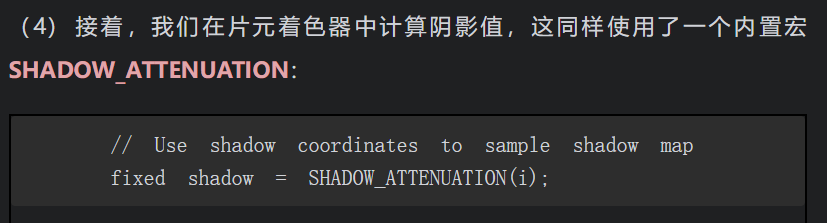 （4）接着，我们在片元着色器中计算阴影值，这同样使用了一个内置宏
SHADOW_ATTENUATION：
// Use shadow coordinates to sample shadow map
fixed shadow = SHADOW_ATTENUATION(i);